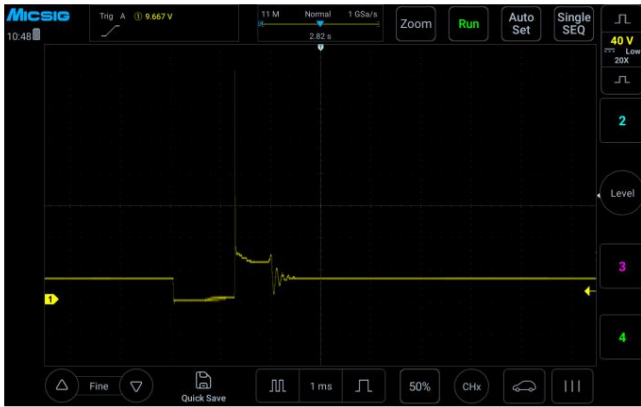 Micsig
10:48
Trig A 1 9.667 V
11 M Normal 1 GSa/s
2.82 s
Zoom
Run
Auto
Set
Single
SEQ
40 V
Low
20X
T
2
Level
3
1
4
Fine
Quick Save
1 ms
50%
CHx